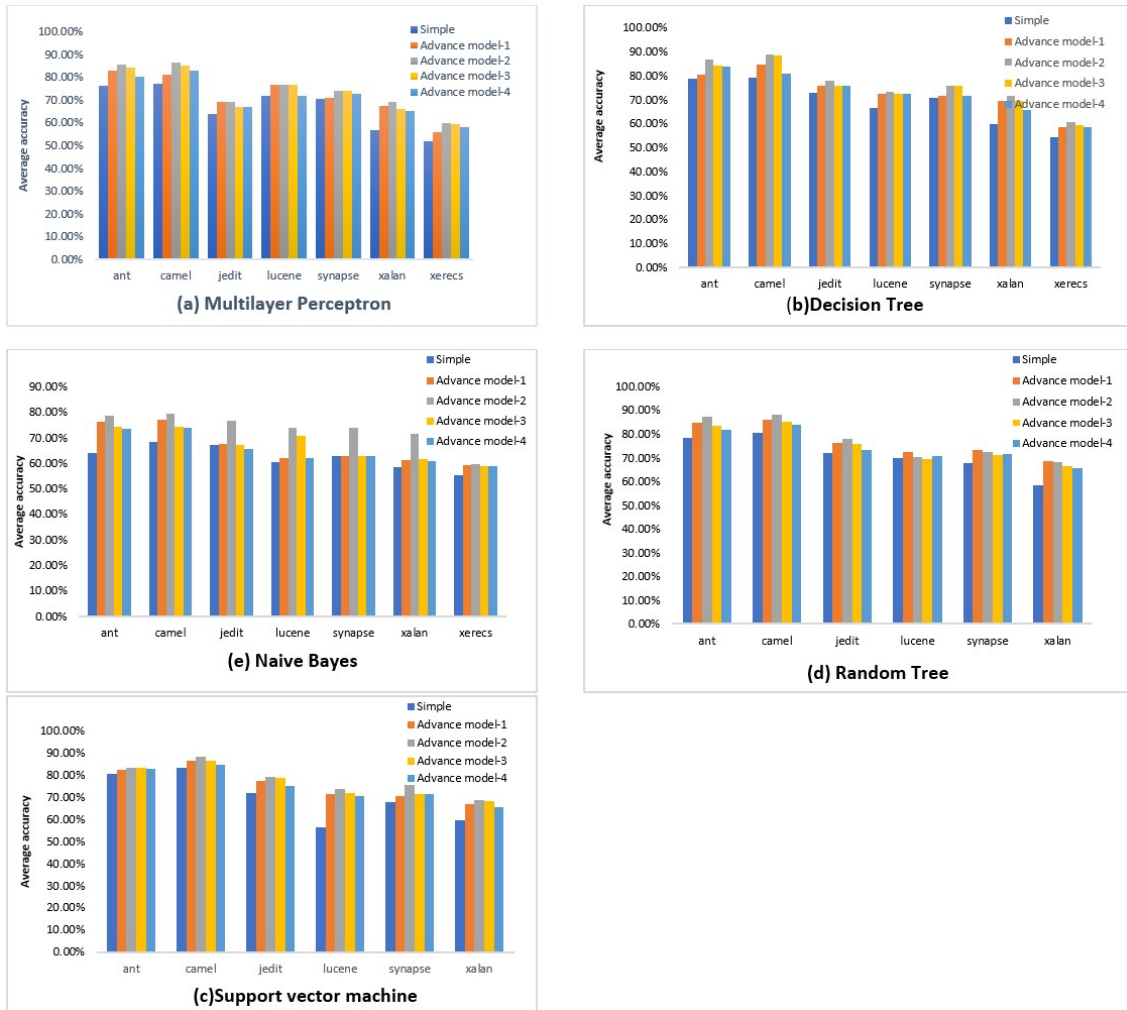 100.00%
90.00%
80.00%
70.00%
60.00%
50.00%
40.00%
30.00%
20.00%
10.00%
00.00%
Average accuracy
Simple
Advance model-1
Advance model-2
Advance model-3
Advance model-4
ant camel jedit lucene synapse xalan xerecs
(a) Multilayer Perceptron
100.00%
90.00%
80.00%
70.00%
60.00%
50.00%
40.00%
30.00%
20.00%
10.00%
0.00%
Average accuracy
Simple
Advance model-1
Advance model-2
Advance model-3
Advance model-4
ant camel jedit lucene synapse xalan xerecs
(b)Decision Tree
90.00%
80.00%
70.00%
60.00%
50.00%
40.00%
30.00%
20.00%
10.00%
0.00%
Average accuracy
Simple
Advance model-1
Advance model-2
Advance model-3
Advance model-4
ant camel jedit lucene synapse xalan xerecs
(e) Naive Bayes
100.00%
90.00%
80.00%
70.00%
60.00%
50.00%
40.00%
30.00%
20.00%
10.00%
0.00%
Average accuracy
Simple
Advance model-1
Advance model-2
Advance model-3
Advance model-4
ant camel jedit lucene synapse xalan
(d) Random Tree
100.00%
90.00%
80.00%
70.00%
60.00%
50.00%
40.00%
30.00%
20.00%
10.00%
0.00%
Average accuracy
Simple
Advance model-1
Advance model-2
Advance model-3
Advance model-4
ant camel jedit lucene synapse xalan
(c)Support vector machine